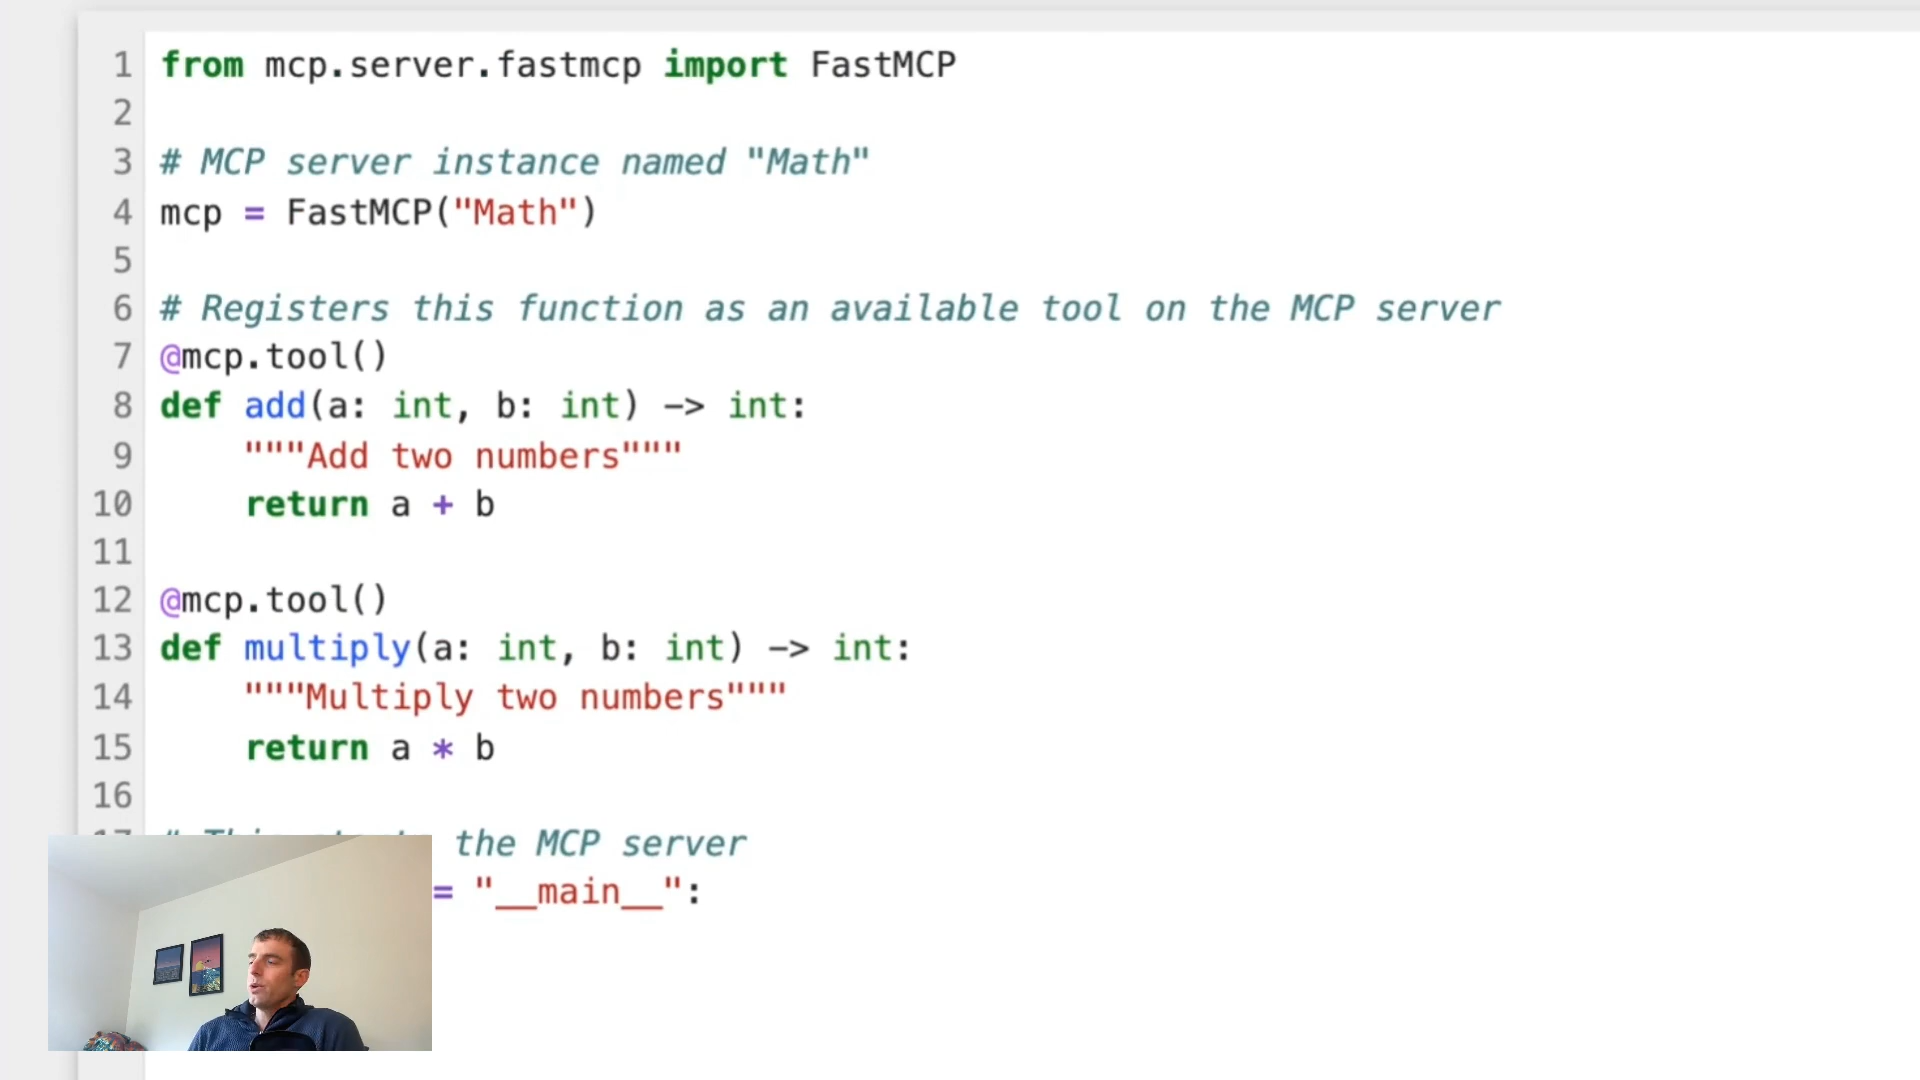 1 from mcp.server.fastmcp import FastMCP
2
3 # MCP server instance named "Math"
4 mcp = FastMCP("Math")
5
6 # Registers this function as an available tool on the MCP server
7 @mcp.tool()
8 def add(a: int, b: int) -> int:
9 """Add two numbers"""
10 return a + b
11
12 @mcp.tool()
13 def multiply(a: int, b: int) -> int:
14 """Multiply two numbers"""
15 return a * b
16
the MCP server
= "__main__":